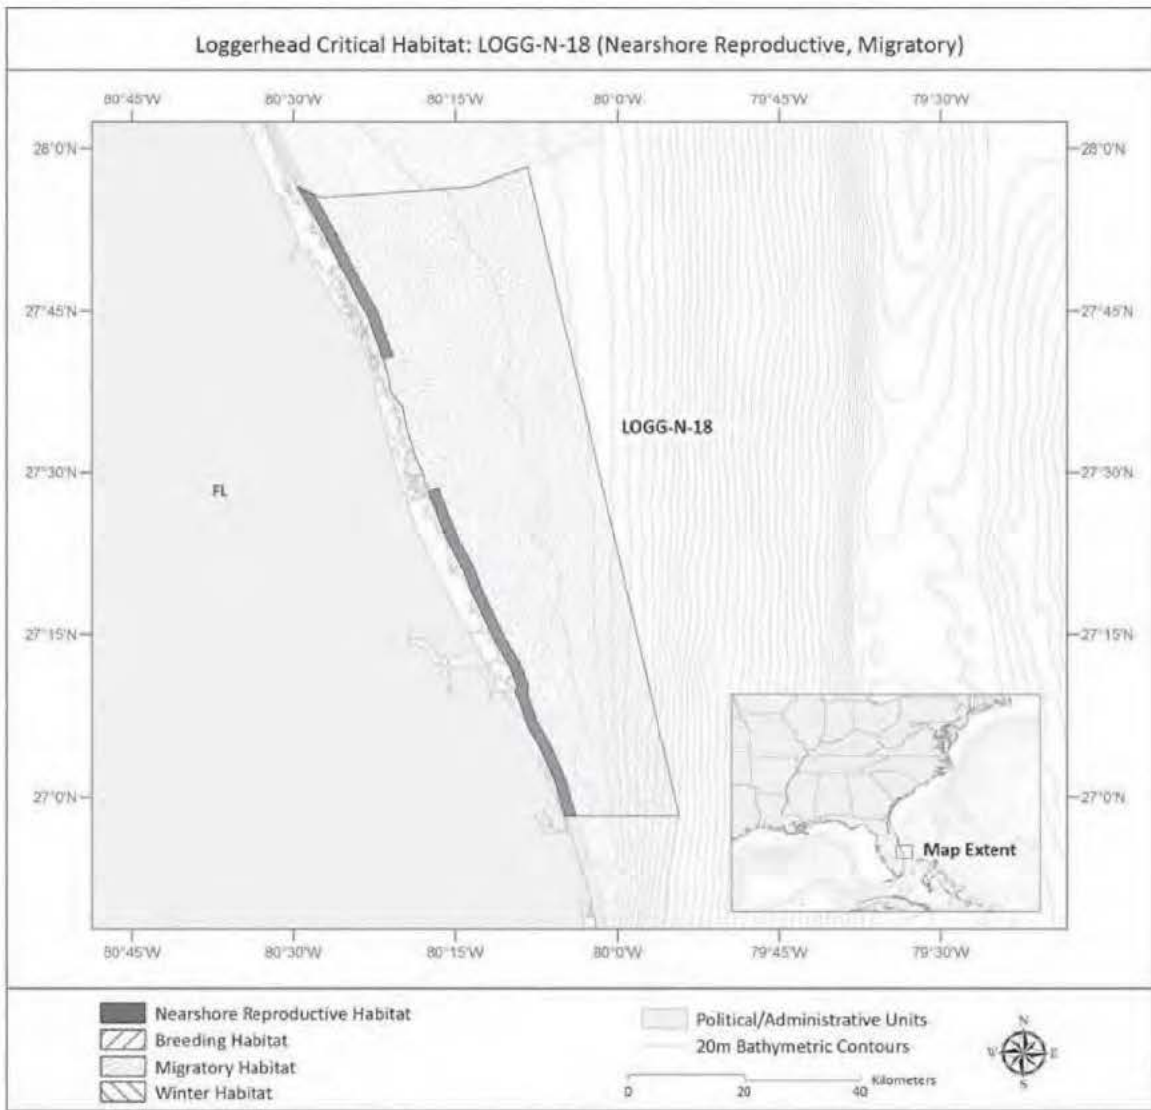 Loggerhead Critical Habitat: LOGG-N-18 (Nearshore Reproductive, Migratory)
80°45'W 80°30'W 80°15'W 80°0'W 79°45'W 79°30'W
28°0'N 28°0'N
27°45'N 27°45'N
LOGG-N-18
27°30'N 27°30'N
FL
27°15'N 27°15'N
27°0'N 27°0'N
Map Extent
80°45'W 80°30'W 80°15'W 80°0'W 79°45'W 79°30'W
Nearshore Reproductive Habitat
Breeding Habitat
Migratory Habitat
Winter Habitat
Political/Administrative Units
20m Bathymetric Contours
Kilometers
0 20 40
N
W E
S